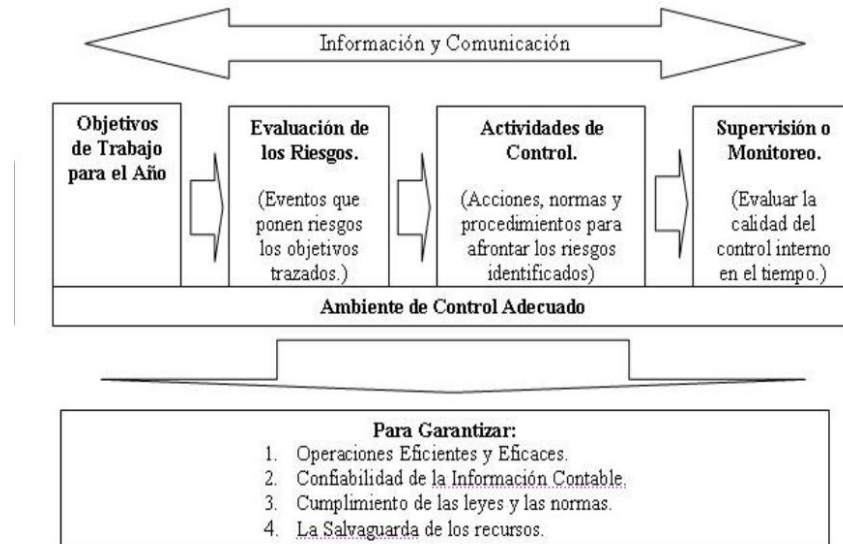 Información y Comunicación
Objetivos
de Trabajo
para el Año
Evaluación de
los Riesgos.
(Eventos que
ponen riesgos
los objetivos
trazados.)
Actividades de
Control.
(Acciones, normas y
procedimientos para
afrontar los riesgos
identificados)
Supervisión o
Monitoreo.
(Evaluar la
calidad del
control interno
en el tiempo.)
Ambiente de Control Adecuado
Para Garantizar:
1. Operaciones Eficientes y Eficaces.
2. Confiabilidad de la Información Contable.
3. Cumplimiento de las leyes y las normas.
4. La Salvaguarda de los recursos.